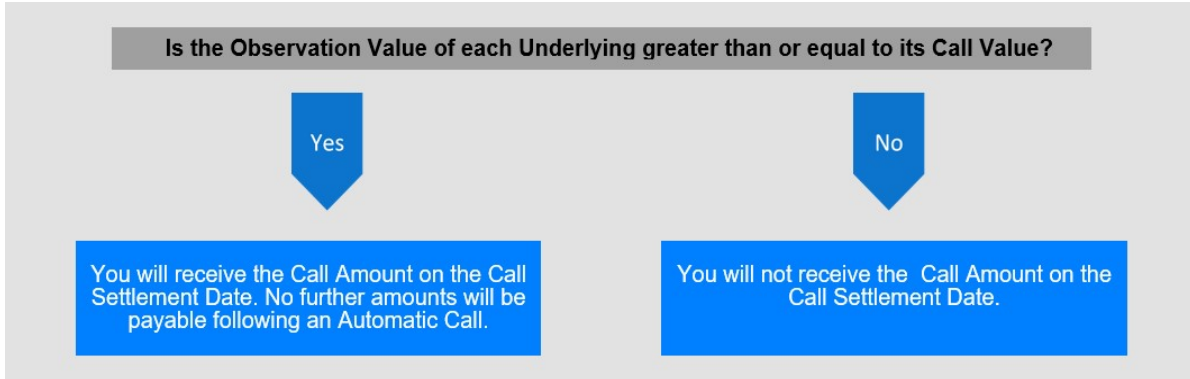 Is the Observation Value of each Underlying greater than or equal to its Call Value?
Yes
No
You will receive the Call Amount on the Call
Settlement Date. No further amounts will be
payable following an Automatic Call.
You will not receive the  Call Amount on the
Call Settlement Date.